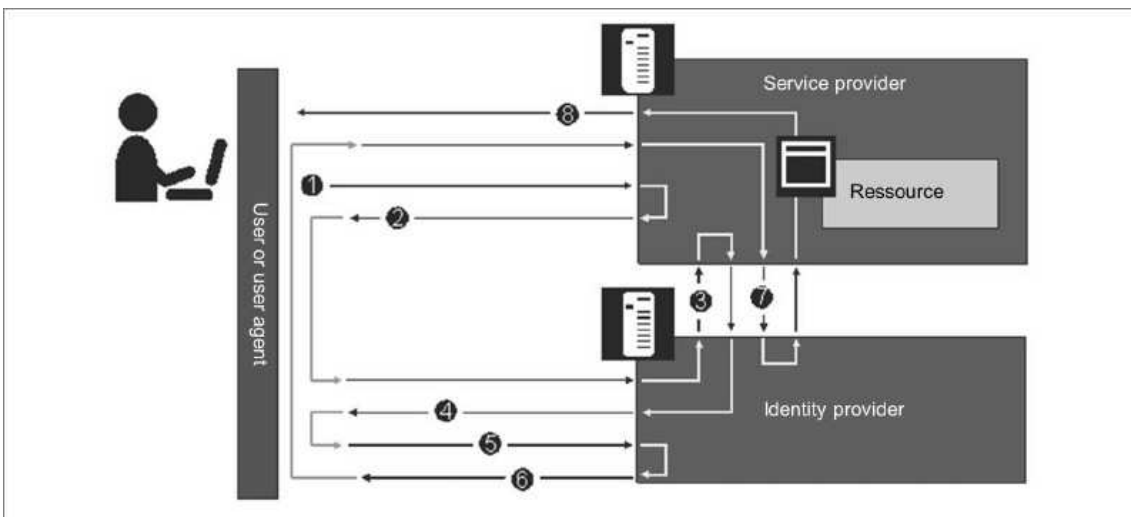 Service provider
8
1
Ressource
2
User or user agent
3
7
4
Identity provider
5
6